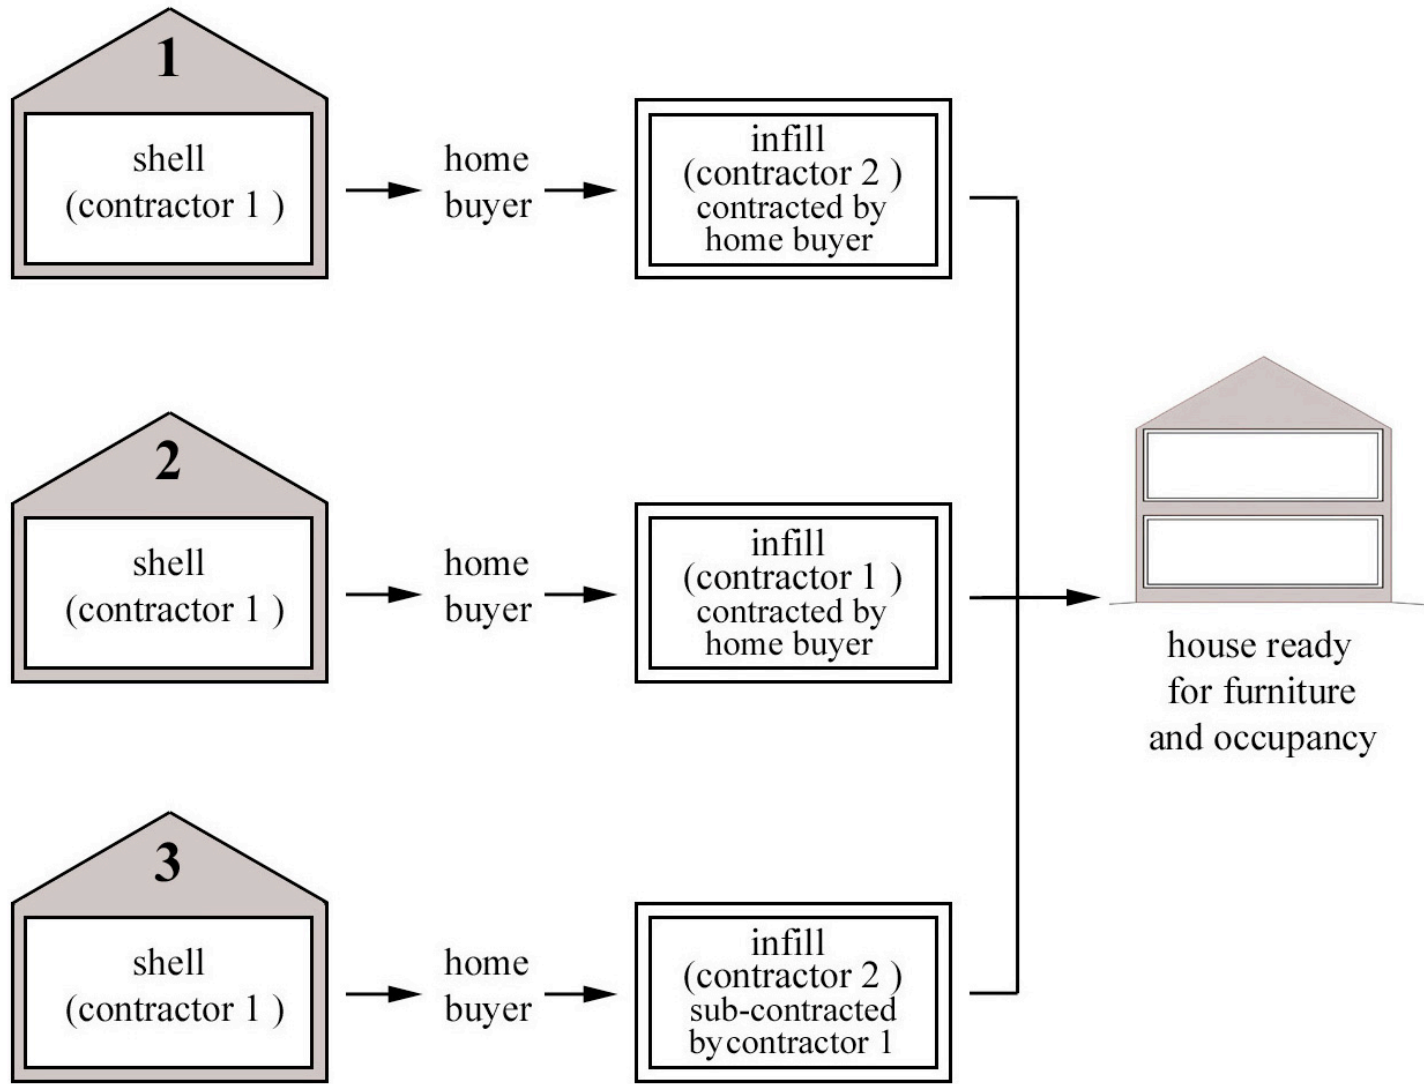 1
shell
(contractor 1 )
home
buyer
infill
(contractor 2 )
contracted by
home buyer
2
shell
(contractor 1 )
home
buyer
infill
(contractor 1 )
contracted by
home buyer
house ready
for furniture
and occupancy
3
shell
(contractor 1 )
home
buyer
infill
(contractor 2 )
sub-contracted
by contractor 1